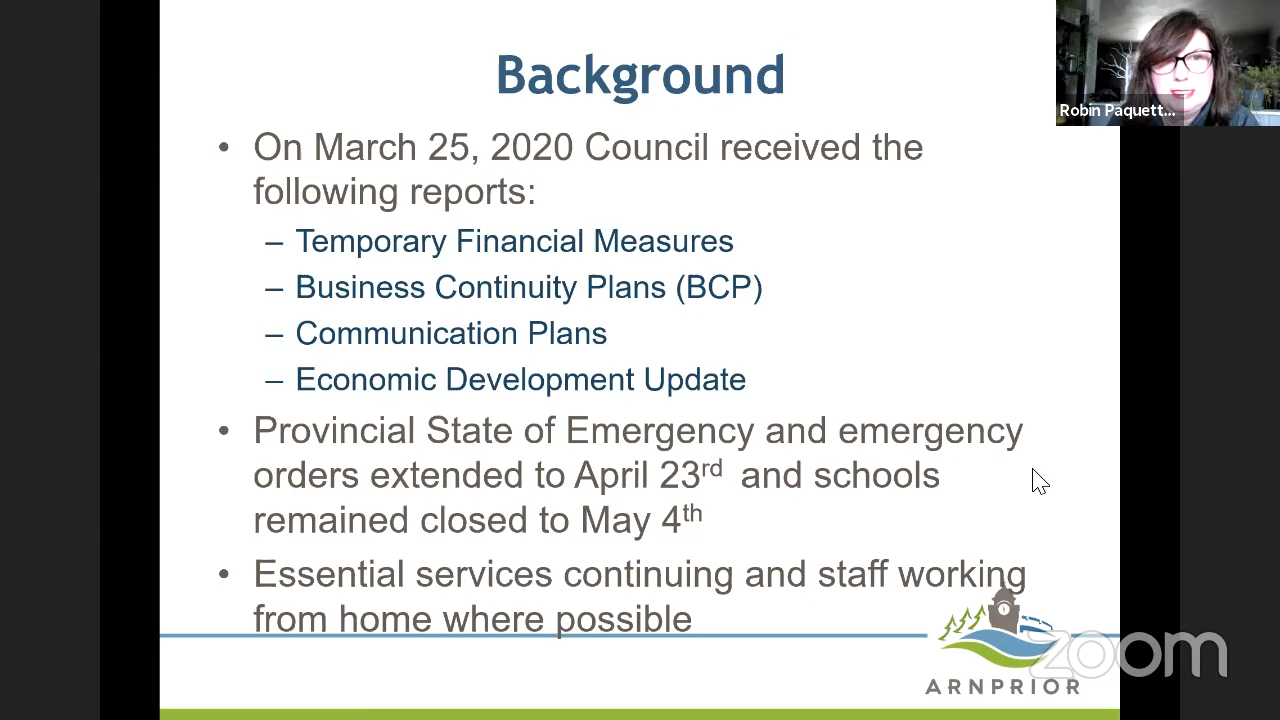 Background
Robin Paquett...
• On March 25, 2020 Council received the
following reports:
– Temporary Financial Measures
– Business Continuity Plans (BCP)
– Communication Plans
– Economic Development Update
• Provincial State of Emergency and emergency
orders extended to April 23rd and schools
remained closed to May 4th
• Essential services continuing and staff working
from home where possible
zoom
ARNPRIOR